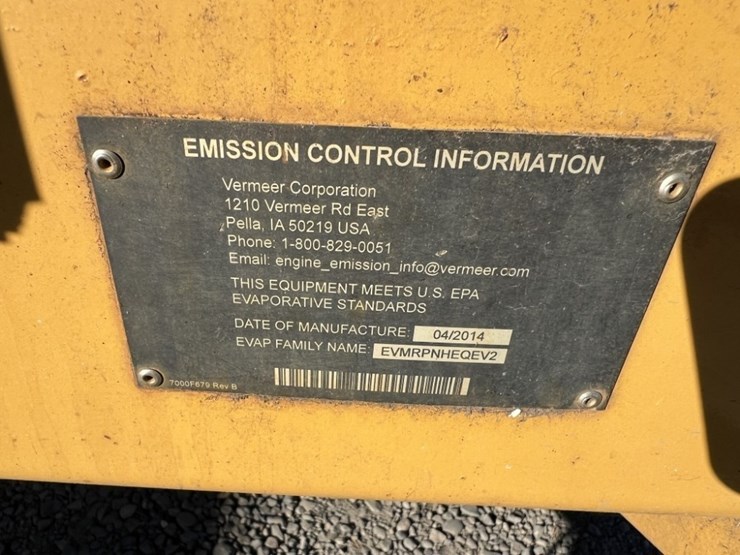 EMISSION CONTROL INFORMATION
Vermeer Corporation
1210 Vermeer Rd East
Pella, IA 50219 USA
Phone: 1-800-829-0051
Email: engine_emission_info@vermeer.com
THIS EQUIPMENT MEETS U.S. EPA
EVAPORATIVE STANDARDS
DATE OF MANUFACTURE: 04/2014
EVAP FAMILY NAME: EVMRPNHEQEV2
7000F679 Rev B